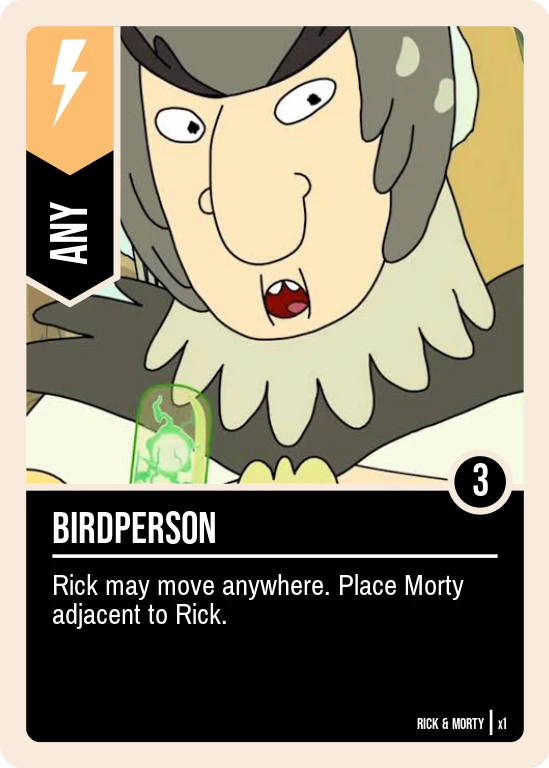 ANY
3
BIRDPERSON
Rick may move anywhere. Place Morty
adjacent to Rick.
RICK & MORTY x1